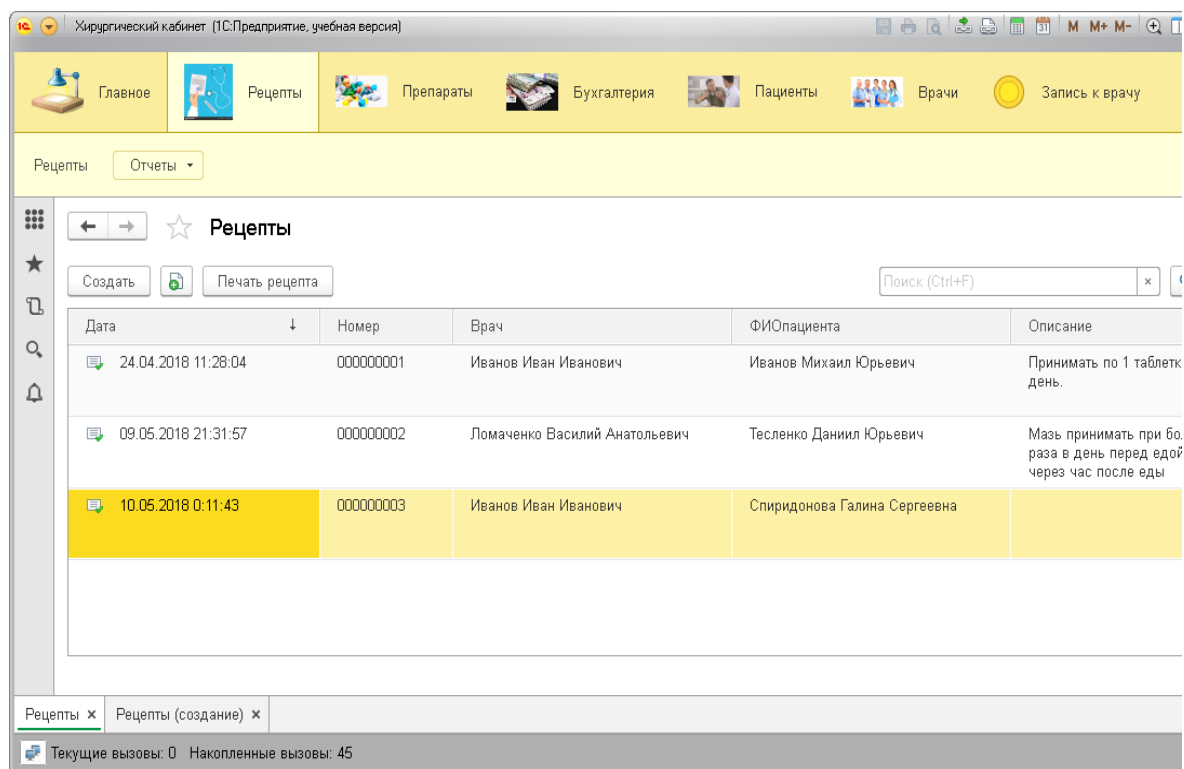 Хирургический кабинет (1С:Предприятие, учебная версия)
M M+ M-
Главное Рецепты Препараты Бухгалтерия Пациенты Врачи Запись к врачу
Рецепты Отчеты
Рецепты
Создать Печать рецепта Поиск (Ctrl+F)
Дата Номер Врач ФИОпациента Описание
24.04.2018 11:28:04 000000001 Иванов Иван Иванович Иванов Михаил Юрьевич Принимать по 1 таблетк
день.
09.05.2018 21:31:57 000000002 Ломаченко Василий Анатольевич Тесленко Даниил Юрьевич Мазь принимать при бол
раза в день перед едой
через час после еды
10.05.2018 0:11:43 000000003 Иванов Иван Иванович Спиридонова Галина Сергеевна
Рецепты Рецепты (создание)
Текущие вызовы: 0 Накопленные вызовы: 45